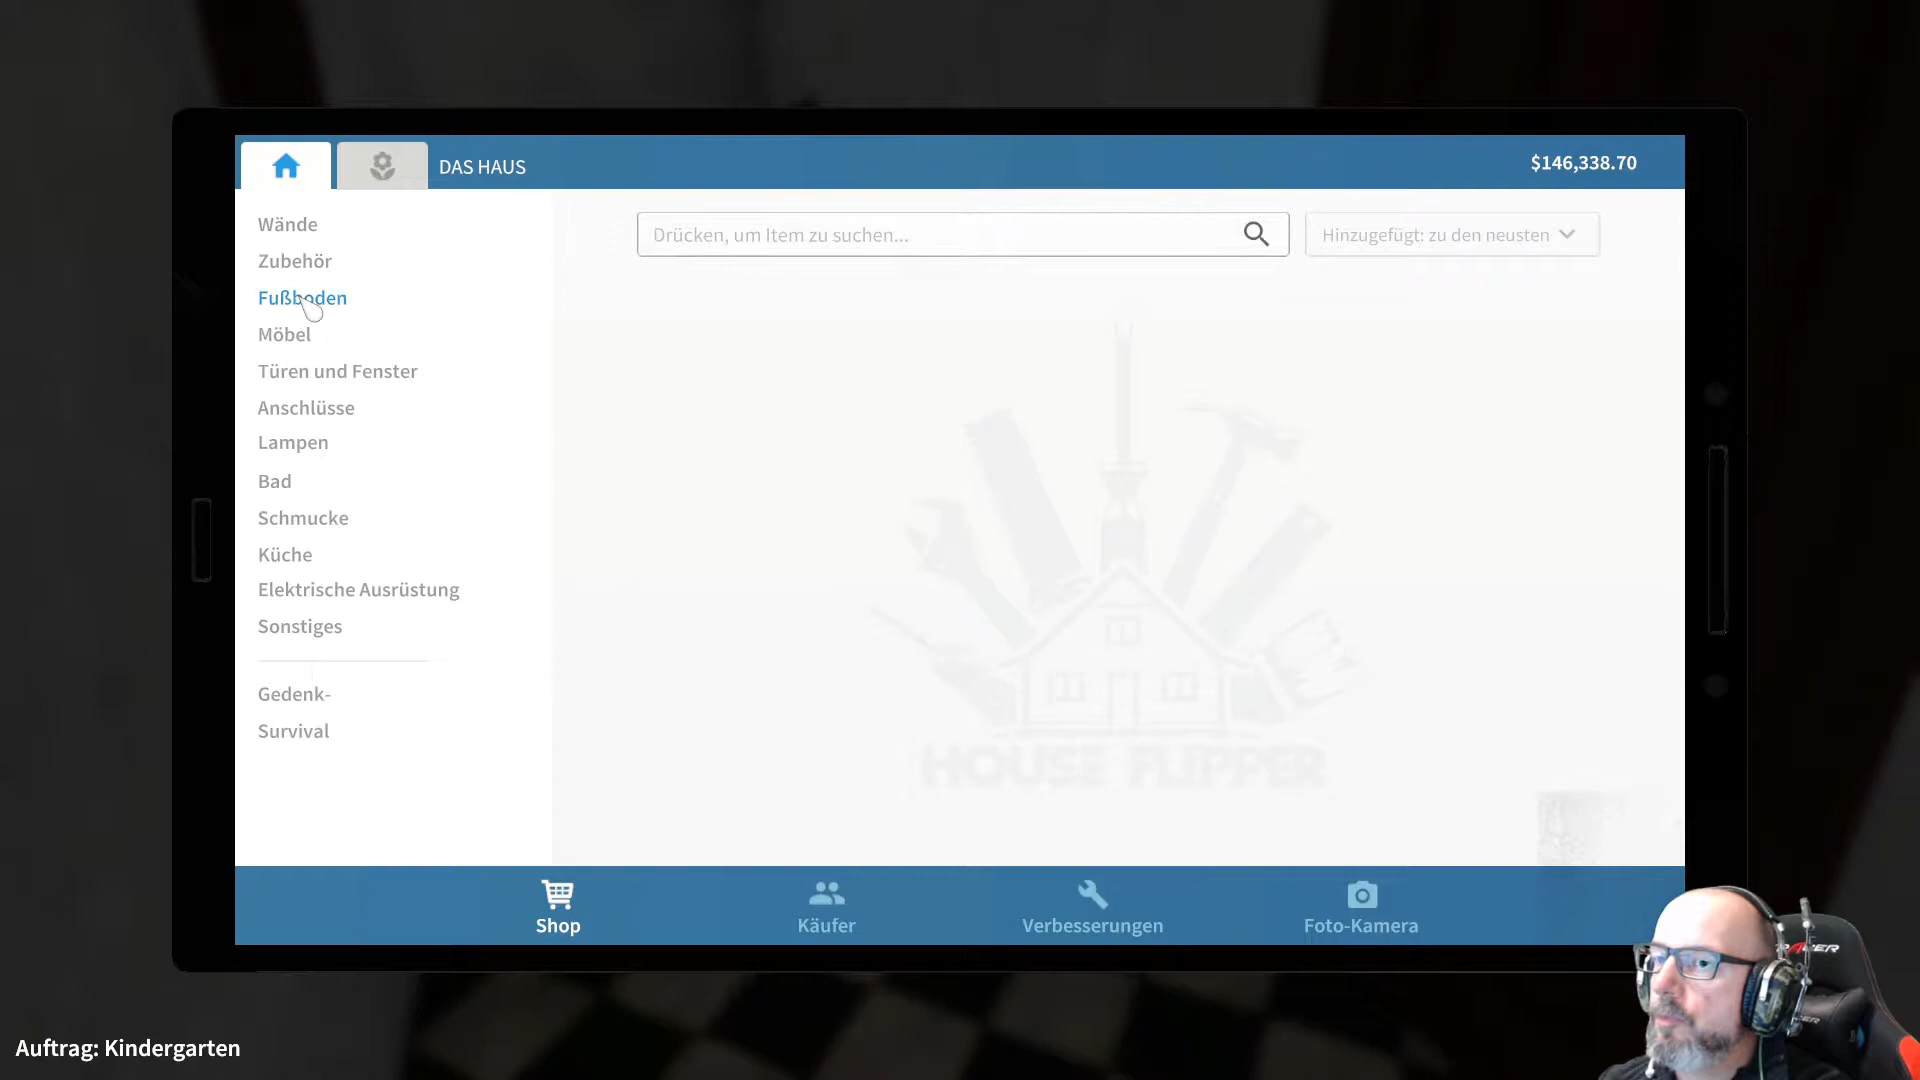 DAS HAUS
$146,338.70
Wände
Zubehör
Fußboden
Möbel
Türen und Fenster
Anschlüsse
Lampen
Bad
Schmucke
Küche
Elektrische Ausrüstung
Sonstiges
Gedenk-
Survival
Drücken, um Item zu suchen...
Hinzugefügt: zu den neusten
HOUSE FLIPPER
Shop
Käufer
Verbesserungen
Foto-Kamera
Auftrag: Kindergarten